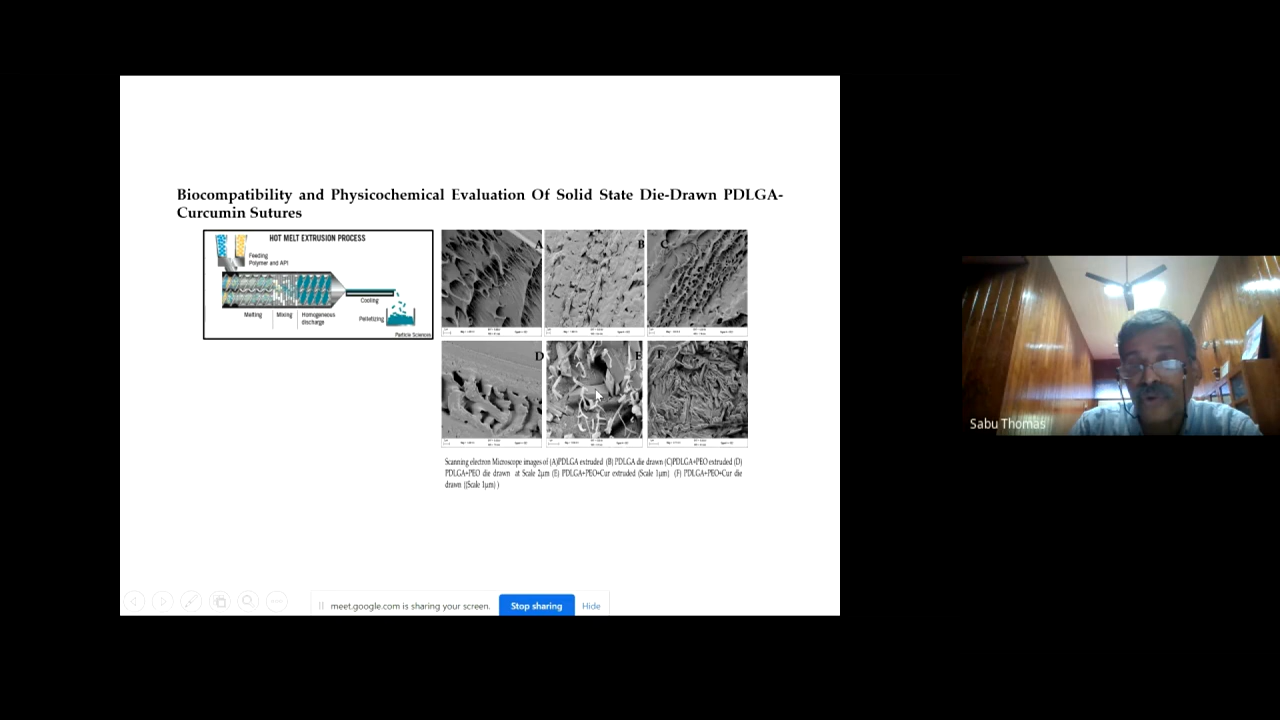 Biocompatibility and Physicochemical Evaluation Of Solid State Die-Drawn PDLGA-
Curcumin Sutures
HOT MELT EXTRUSION PROCESS
Feeding
Polymer and API
Cooling
Melting
Mixing
Homogeneous
discharge
Pelletizing
Particle Sciences
A
B
C
D
E
F
Scanning electron Microscope images of (A)PDLGA extruded (B) PDLGA die drawn (C)PDLGA+PEO extruded (D)
PDLGA+PEO die drawn at Scale 2μm (E) PDLGA+PEO+Cur extruded (Scale 1μm) (F) PDLGA+PEO+Cur die
drawn ((Scale 1μm) )
Sabu Thomas
meet.google.com is sharing your screen.
Stop sharing
Hide